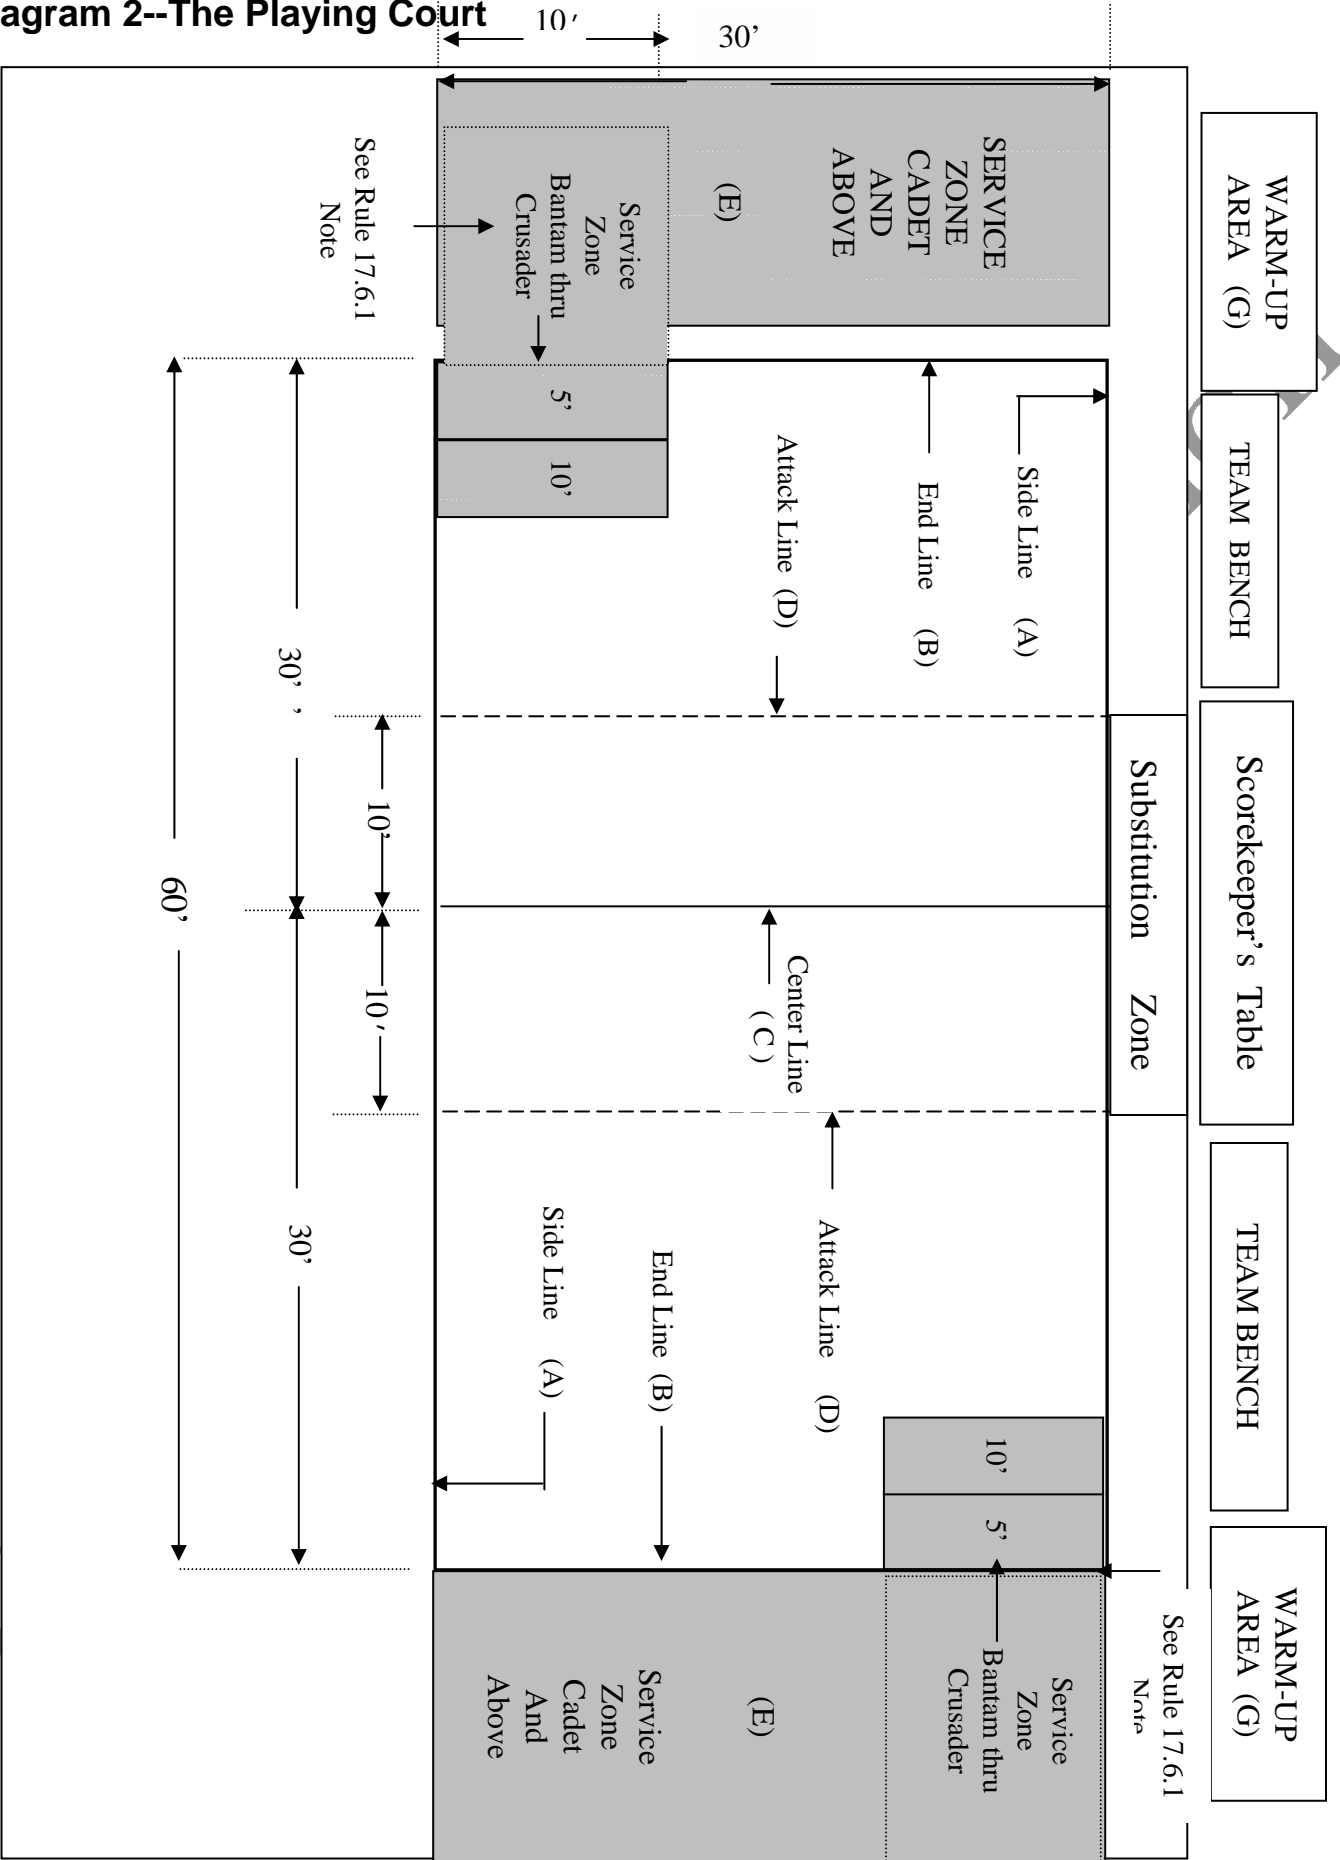 agram 2--The Playing Court
10'
30'
SERVICE
ZONE
CADET
AND
ABOVE
(E)
Service
Zone
Bantam thru
Crusader
See Rule 17.6.1
Note
WARM-UP
AREA (G)
5'
10'
TEAM BENCH
Side Line (A)
End Line (B)
Attack Line (D)
30' '
10'
60'
Substitution Zone
Scorekeeper's Table
Center Line
( C )
10'
30'
Attack Line (D)
End Line (B)
Side Line (A)
TEAM BENCH
10'
5'
WARM-UP
AREA (G)
See Rule 17.6.1
Note
Service
Zone
Bantam thru
Crusader
(E)
Service
Zone
Cadet
And
Above